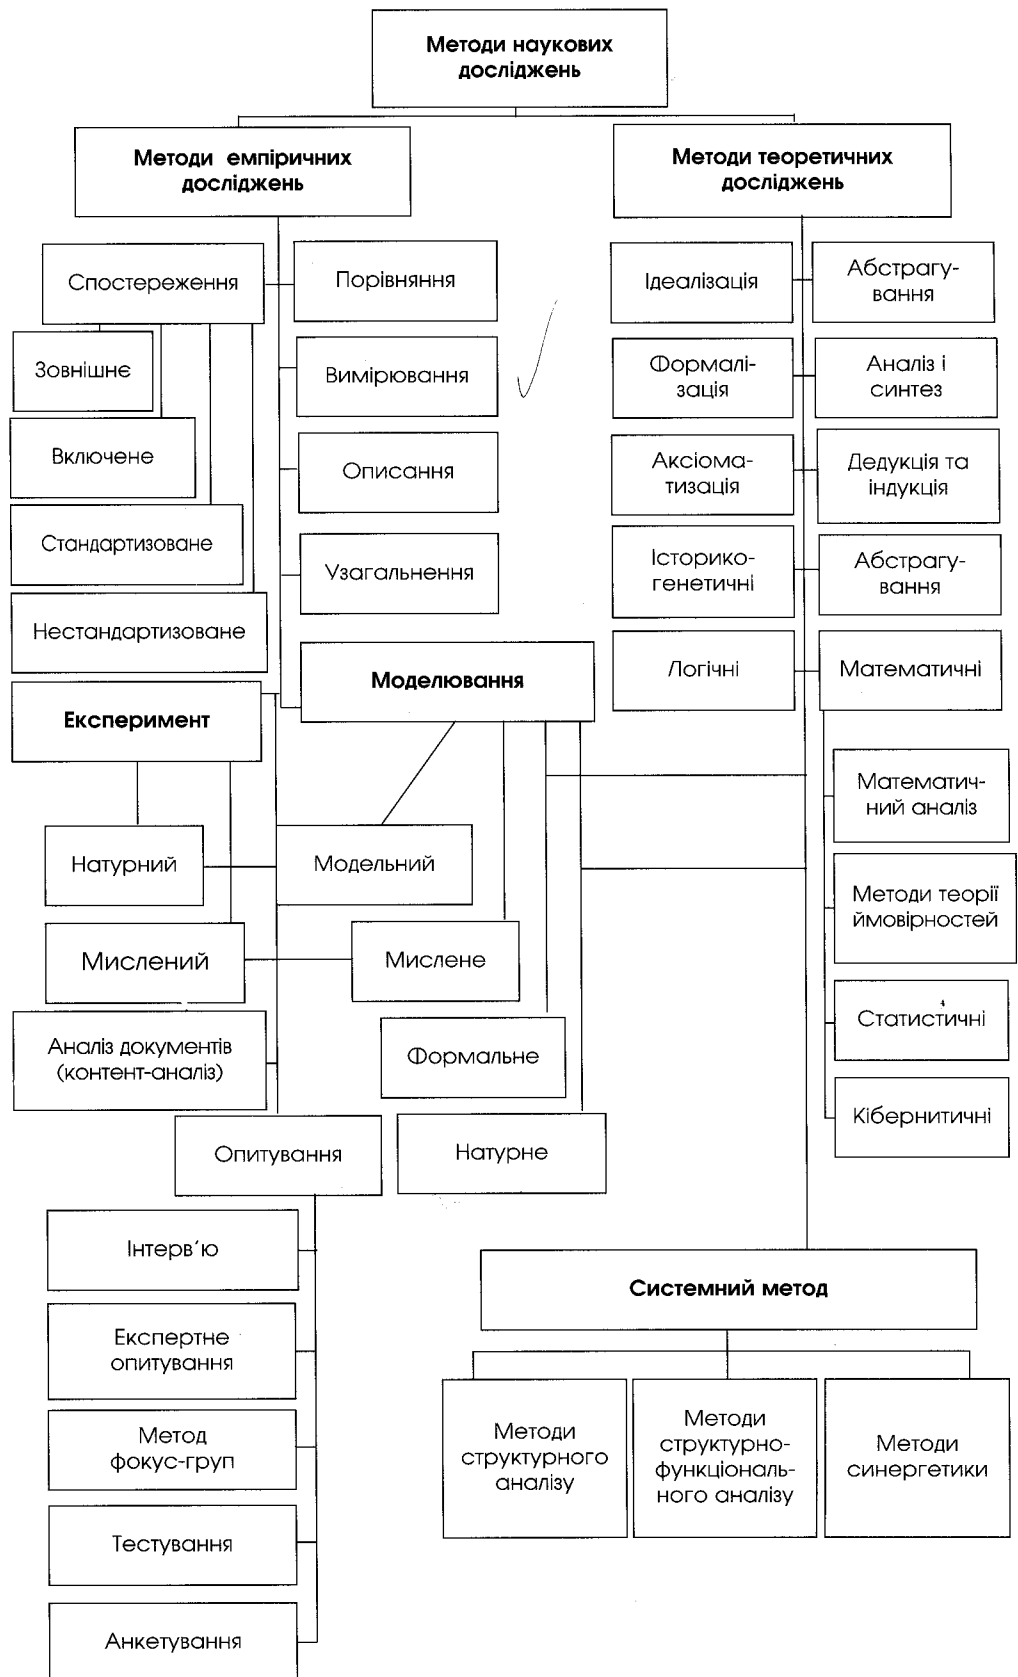 Методи наукових
досліджень
Методи емпіричних
досліджень
Методи теоретичних
досліджень
Спостереження
Порівняння
Зовнішнє
Вимірювання
Включене
Описання
Стандартизоване
Узагальнення
Нестандартизоване
Ідеалізація
Абстрагу-
вання
Формалі-
зація
Аналіз і
синтез
Аксіома-
тизація
Дедукція та
індукція
Історико-
генетичні
Абстрагу-
вання
Логічні
Математичні
Моделювання
Експеримент
Математич-
ний аналіз
Натурний
Модельний
Методи теорії
ймовірностей
Мислений
Мислене
Статистичні
Аналіз документів
(контент-аналіз)
Формальне
Кібернитичні
Опитування
Натурне
Інтерв'ю
Експертне
опитування
Метод
фокус-груп
Тестування
Анкетування
Системний метод
Методи
структурного
аналізу
Методи
структурно-
функціональ-
ного аналізу
Методи
синергетики